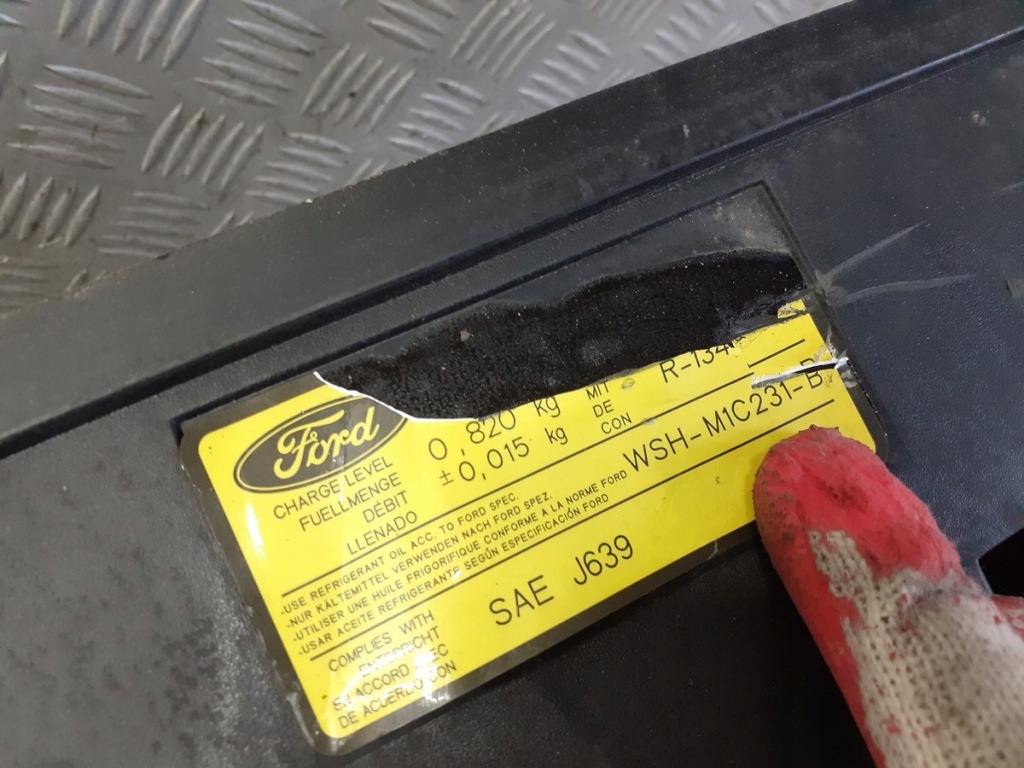 Ford
CHARGE LEVEL
FUELLMENGE
DÉBIT
LLENADO
0,820 kg
±0,015 kg
MIT
DE
CON
R-134
.USE REFRIGERANT OIL ACC. TO FORD SPEC.
.NUR KÄLTEMITTEL VERWENDEN NACH FORD SPEZ.
.UTILISER UNE HUILE FRIGORIFIQUE CONFORME A LA NORME FORD
.USAR ACEITE REFRIGERANTE SEGÚN ESPECIFICACIÓN FORD
WSH-M1C231-B
COMPLIES WITH
ENTSPRICHT
EN ACCORD AVEC
DE ACUERDO CON
SAE J639